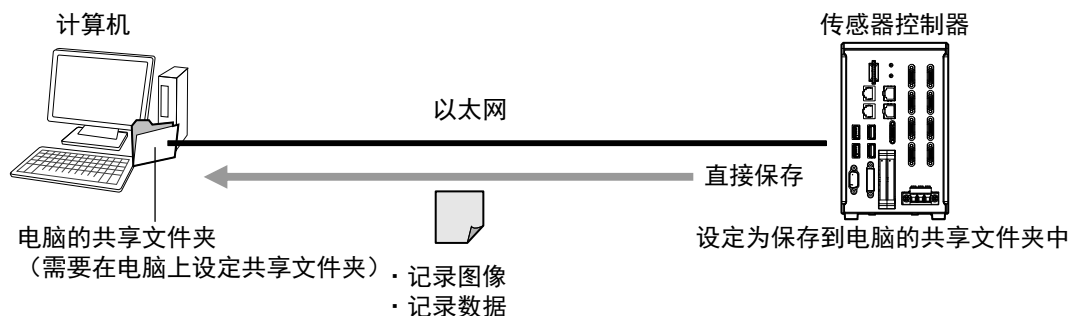 计算机
传感器控制器
以太网
直接保存
电脑的共享文件夹
（需要在电脑上设定共享文件夹）
设定为保存到电脑的共享文件夹中
・记录图像
・记录数据